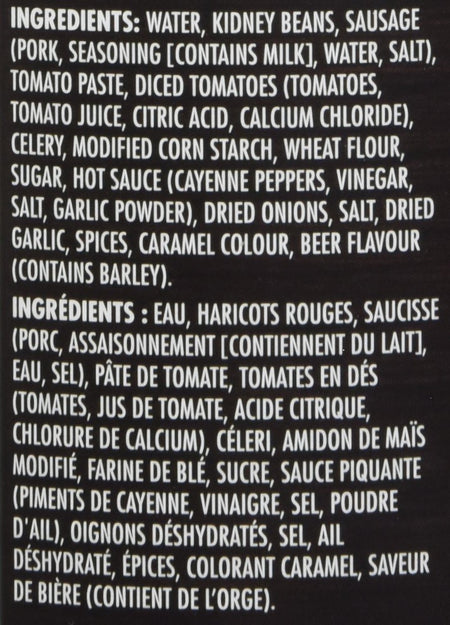 INGREDIENTS: WATER, KIDNEY BEANS, SAUSAGE
(PORK, SEASONING [CONTAINS MILK], WATER, SALT),
TOMATO PASTE, DICED TOMATOES (TOMATOES,
TOMATO JUICE, CITRIC ACID, CALCIUM CHLORIDE),
CELERY, MODIFIED CORN STARCH, WHEAT FLOUR,
SUGAR, HOT SAUCE (CAYENNE PEPPERS, VINEGAR,
SALT, GARLIC POWDER), DRIED ONIONS, SALT, DRIED
GARLIC, SPICES, CARAMEL COLOUR, BEER FLAVOUR
(CONTAINS BARLEY).
INGRÉDIENTS : EAU, HARICOTS ROUGES, SAUCISSE
(PORC, ASSAISONNEMENT [CONTIENNENT DU LAIT],
EAU, SEL), PÂTE DE TOMATE, TOMATES EN DÉS
(TOMATES, JUS DE TOMATE, ACIDE CITRIQUE,
CHLORURE DE CALCIUM), CÉLERI, AMIDON DE MAÏS
MODIFIÉ, FARINE DE BLÉ, SUCRE, SAUCE PIQUANTE
(PIMENTS DE CAYENNE, VINAIGRE, SEL, POUDRE
D'AIL), OIGNONS DÉSHYDRATÉS, SEL, AIL
DÉSHYDRATÉ, ÉPICES, COLORANT CARAMEL, SAVEUR
DE BIÈRE (CONTIENT DE L'ORGE).